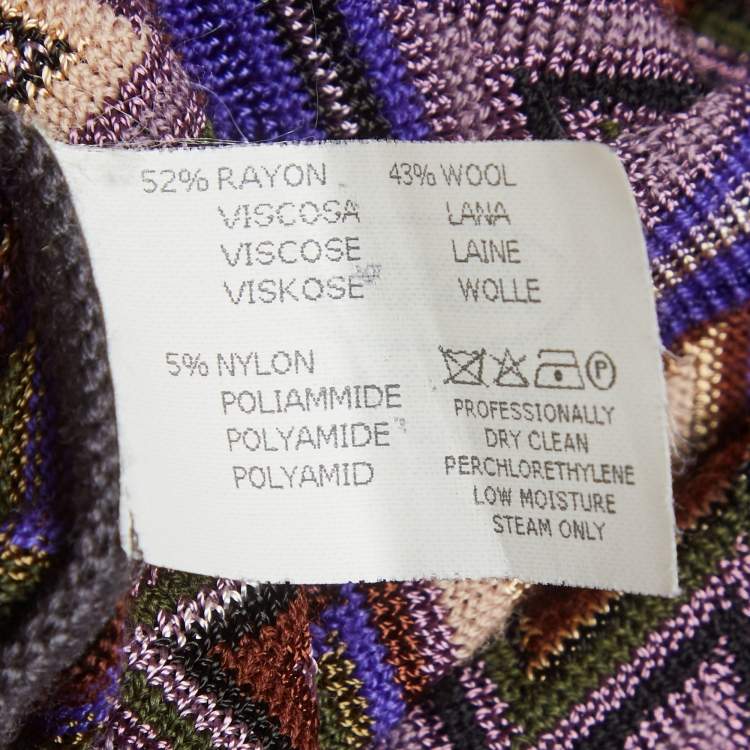 52% RAYON
VISCOSA
VISCOSE
VISKOSE
43% WOOL
LANA
LAINE
WOLLE
5% NYLON
POLIAMMIDE
POLYAMIDE
POLYAMID
P
PROFESSIONALLY
DRY CLEAN
PERCHLORETHYLENE
LOW MOISTURE
STEAM ONLY